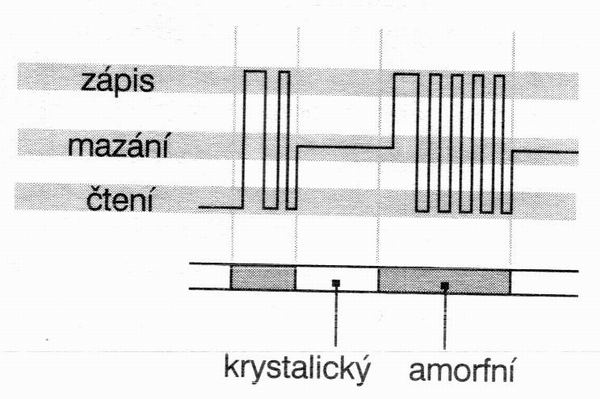 zápis
mazání
čtení
krystalický amorfní